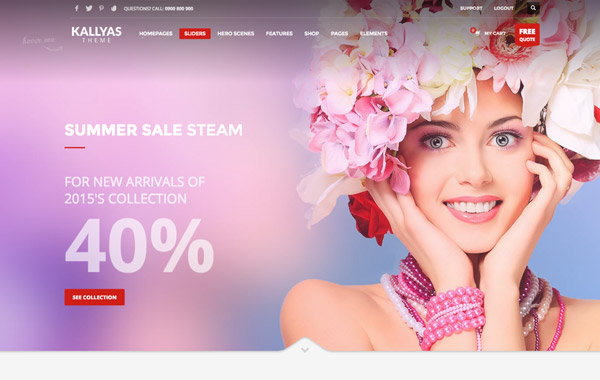 QUESTIONS? CALL: 0900 800 900
SUPPORT
LOGOUT
KALLYAS
THEME
HOMEPAGES
SLIDERS
HERO SCENES
FEATURES
SHOP
PAGES
ELEMENTS
MY CART
FREE
QUOTE
SUMMER SALE STEAM
FOR NEW ARRIVALS OF
2015'S COLLECTION
40%
SEE COLLECTION